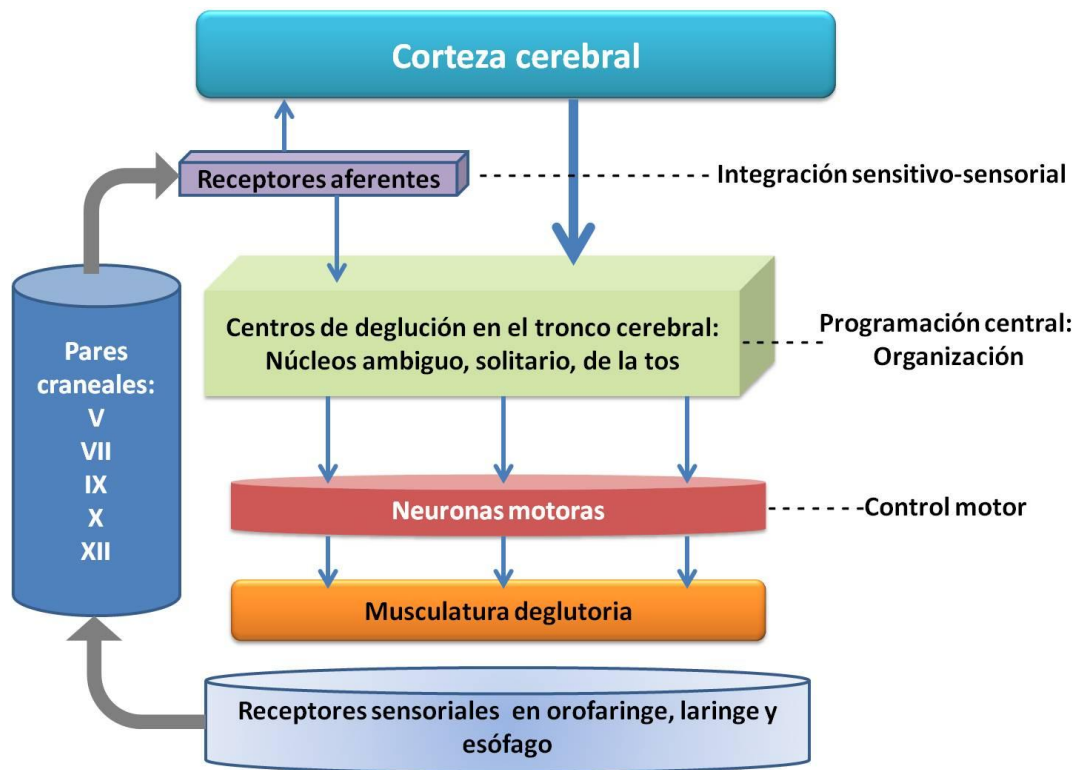 Corteza cerebral
Receptores aferentes
Integración sensitivo-sensorial
Centros de deglución en el tronco cerebral:
Núcleos ambiguo, solitario, de la tos
Programación central:
Organización
Pares
craneales:
V
VII
IX
X
XII
Neuronas motoras
Control motor
Musculatura deglutoria
Receptores sensoriales en orofaringe, laringe y
esófago